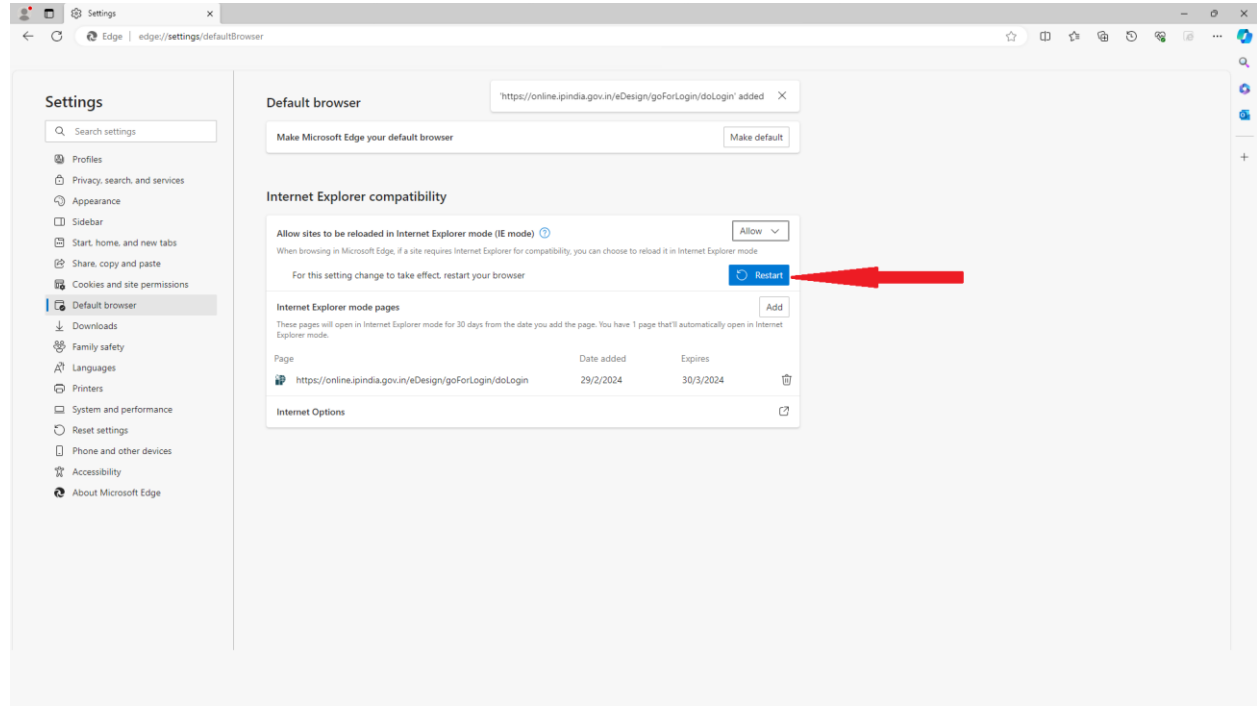 Settings
Edge | edge://settings/defaultBrowser
Settings
Search settings
Profiles
Privacy, search, and services
Appearance
Sidebar
Start, home, and new tabs
Share, copy and paste
Cookies and site permissions
Default browser
Downloads
Family safety
Languages
Printers
System and performance
Reset settings
Phone and other devices
Accessibility
About Microsoft Edge
'https://online.ipindia.gov.in/eDesign/goForLogin/doLogin' added
Default browser
Make Microsoft Edge your default browser Make default
Internet Explorer compatibility
Allow sites to be reloaded in Internet Explorer mode (IE mode) Allow
When browsing in Microsoft Edge, if a site requires Internet Explorer for compatibility, you can choose to reload it in Internet Explorer mode
For this setting change to take effect, restart your browser Restart
Internet Explorer mode pages Add
These pages will open in Internet Explorer mode for 30 days from the date you add the page. You have 1 page that'll automatically open in Internet
Explorer mode.
Page Date added Expires
https://online.ipindia.gov.in/eDesign/goForLogin/doLogin 29/2/2024 30/3/2024
Internet Options